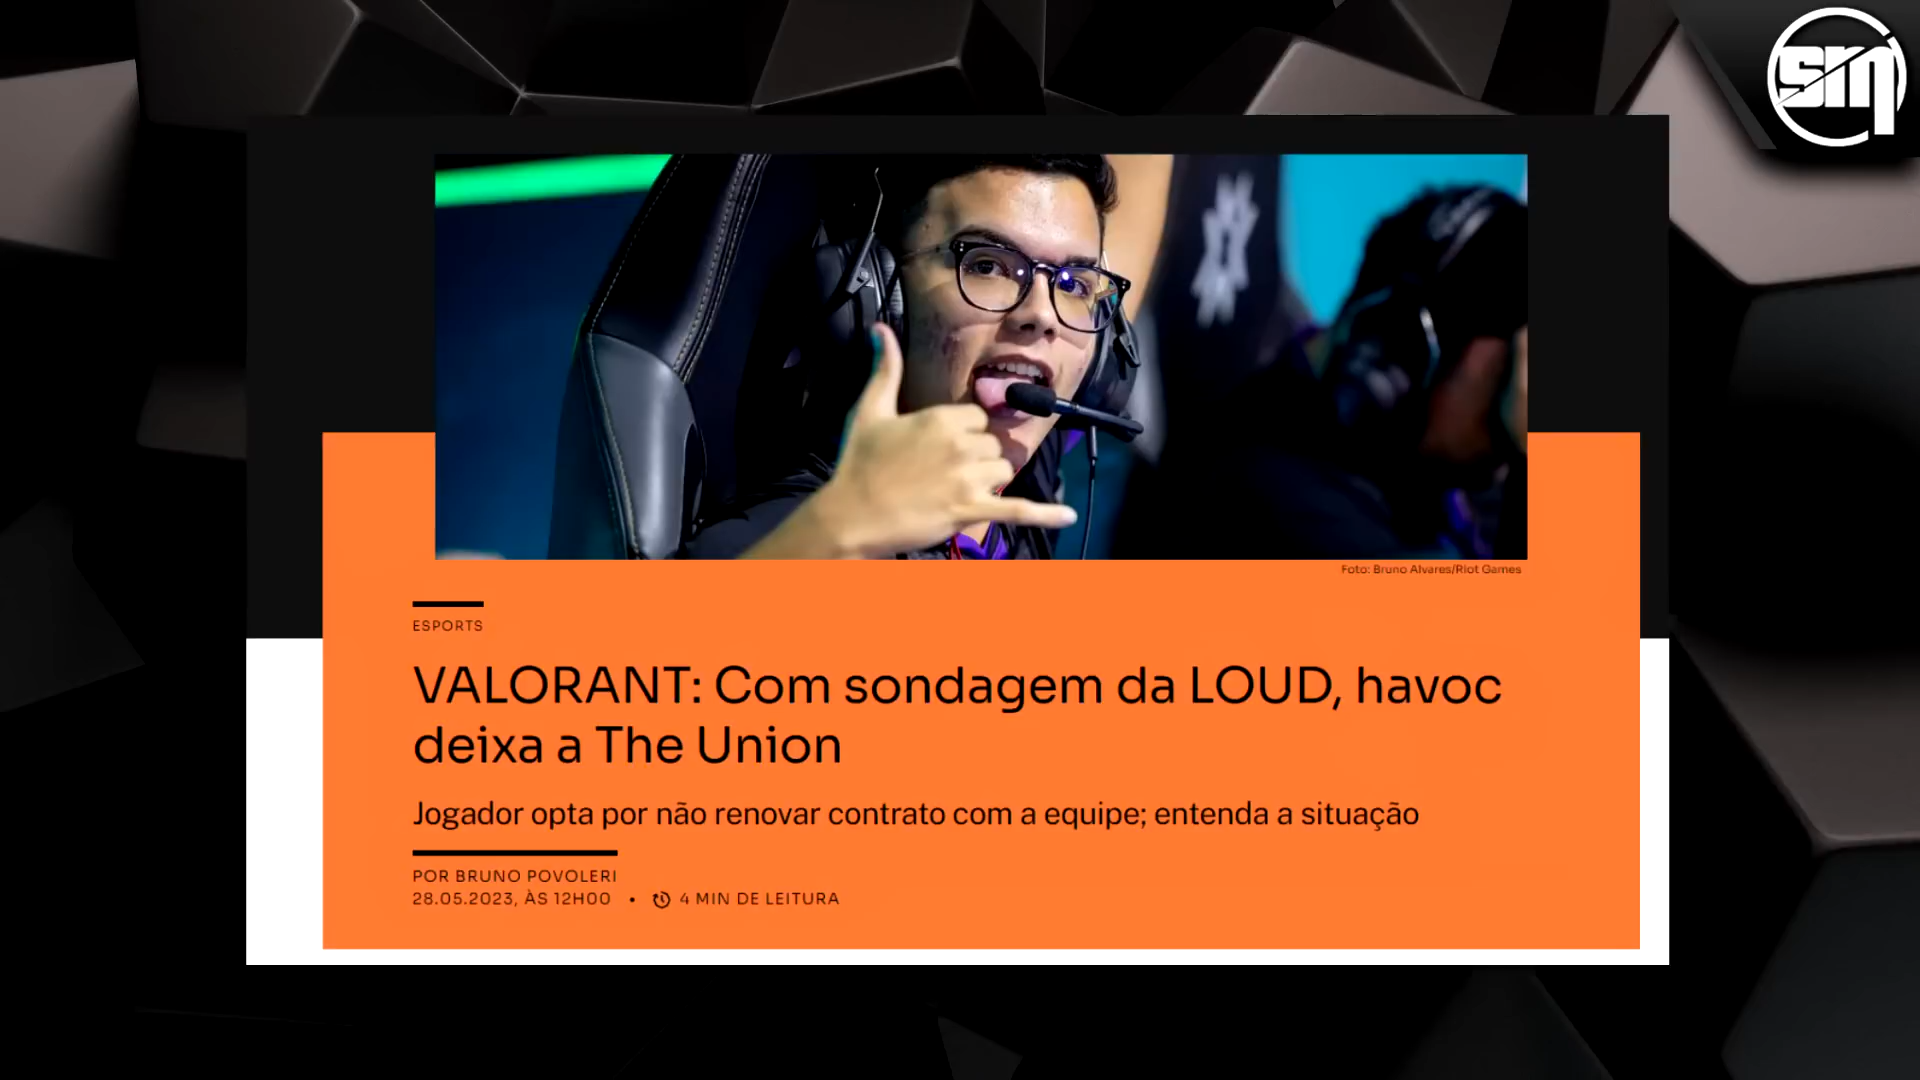 sm
Foto: Bruno Alvares/Riot Games
ESPORTS
VALORANT: Com sondagem da LOUD, havoc
deixa a The Union
Jogador opta por não renovar contrato com a equipe; entenda a situação
POR BRUNO POVOLERI
28.05.2023, ÀS 12H00 • 4 MIN DE LEITURA